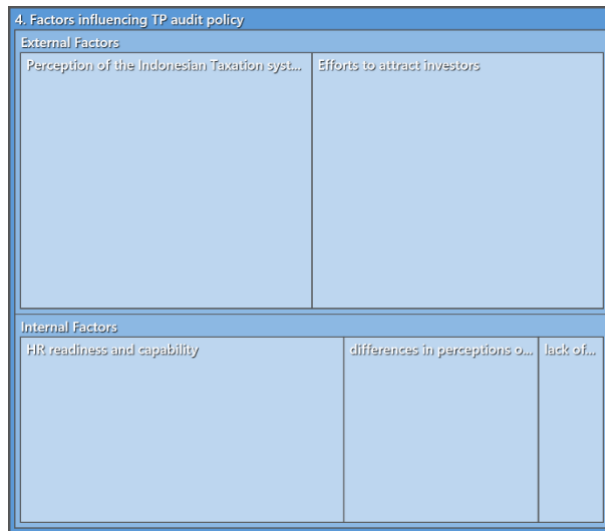 4. Factors influencing TP audit policy
External Factors
Perception of the Indonesian Taxation syst...
Efforts to attract investors
Internal Factors
HR readiness and capability
differences in perceptions o...
lack of...